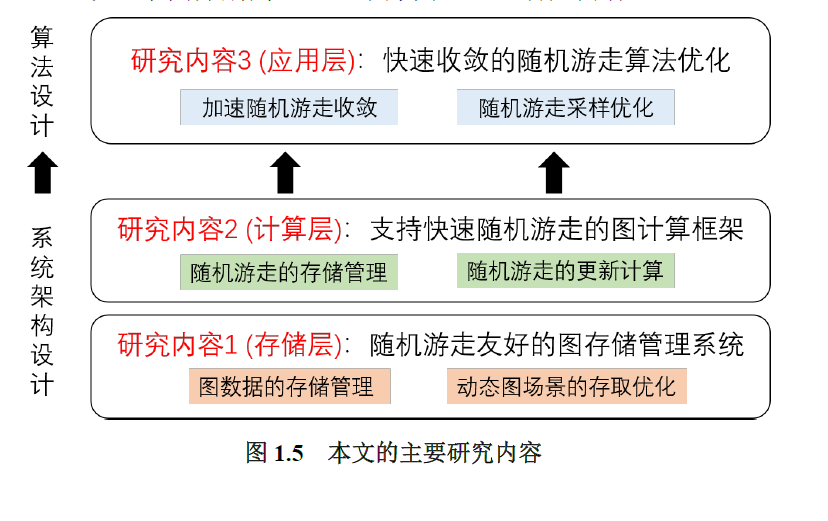 算法设计
研究内容3 (应用层)：快速收敛的随机游走算法优化
加速随机游走收敛
随机游走采样优化
系统架构设计
研究内容2 (计算层)：支持快速随机游走的图计算框架
随机游走的存储管理
随机游走的更新计算
研究内容1 (存储层)：随机游走友好的图存储管理系统
图数据的存储管理
动态图场景的存取优化
图 1.5 本文的主要研究内容